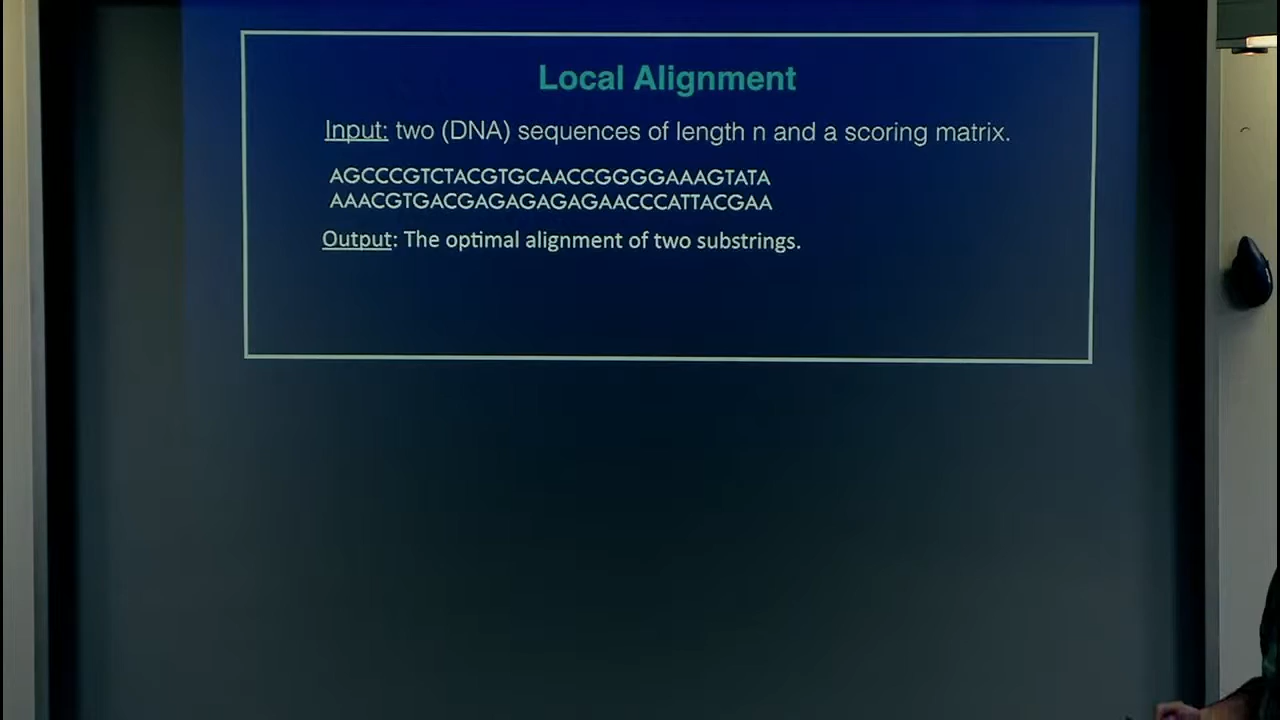 Local Alignment
Input: two (DNA) sequences of length n and a scoring matrix.
AGCCCGTCTACGTGCAACCGGGGAAAGTATA
AAACGTGACGAGAGAGAGAACCCATTACGAA
Output: The optimal alignment of two substrings.